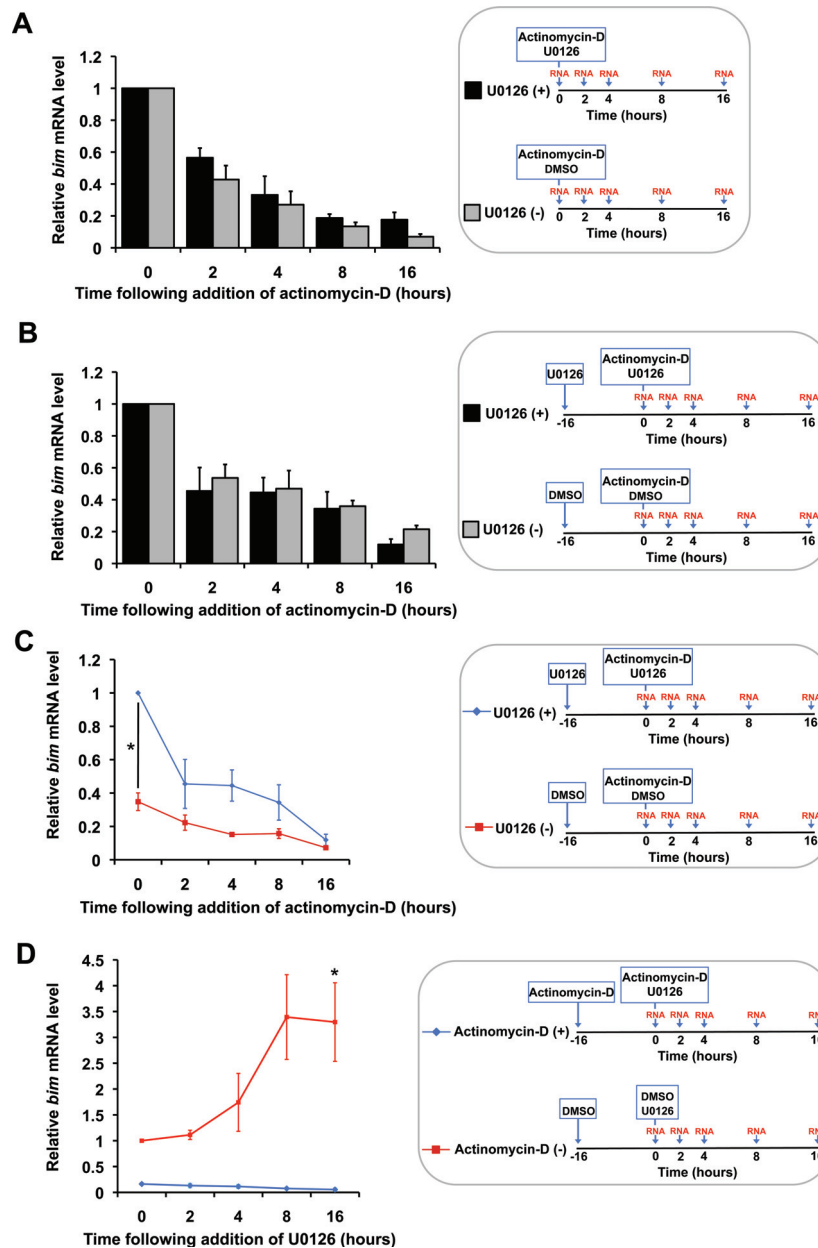 A
Relative bim mRNA level
1.2
1
0.8
0.6
0.4
0.2
0
0 2 4 8 16
Time following addition of actinomycin-D (hours)
Actinomycin-D
U0126
RNA RNA RNA RNA RNA
U0126 (+)
0 2 4 8 16
Time (hours)
Actinomycin-D
DMSO
RNA RNA RNA RNA RNA
U0126 (-)
0 2 4 8 16
Time (hours)
B
Relative bim mRNA level
1.2
1
0.8
0.6
0.4
0.2
0
0 2 4 8 16
Time following addition of actinomycin-D (hours)
U0126
Actinomycin-D
U0126
RNA RNA RNA RNA RNA
U0126 (+)
-16 0 2 4 8 16
Time (hours)
DMSO
Actinomycin-D
DMSO
RNA RNA RNA RNA RNA
U0126 (-)
-16 0 2 4 8 16
Time (hours)
C
Relative bim mRNA level
1.2
1
0.8
0.6
0.4
0.2
0
*
0 2 4 8 16
Time following addition of actinomycin-D (hours)
U0126
Actinomycin-D
U0126
RNA RNA RNA RNA RNA
U0126 (+)
-16 0 2 4 8 16
Time (hours)
DMSO
Actinomycin-D
DMSO
RNA RNA RNA RNA RNA
U0126 (-)
-16 0 2 4 8 16
Time (hours)
D
Relative bim mRNA level
4.5
4
3.5
3
2.5
2
1.5
1
0.5
0
*
0 2 4 8 16
Time following addition of U0126 (hours)
Actinomycin-D
Actinomycin-D
U0126
RNA RNA RNA RNA RNA
Actinomycin-D (+)
-16 0 2 4 8
Time (hours)
DMSO
DMSO
U0126
RNA RNA RNA RNA RNA
Actinomycin-D (-)
-16 0 2 4 8
Time (hours)